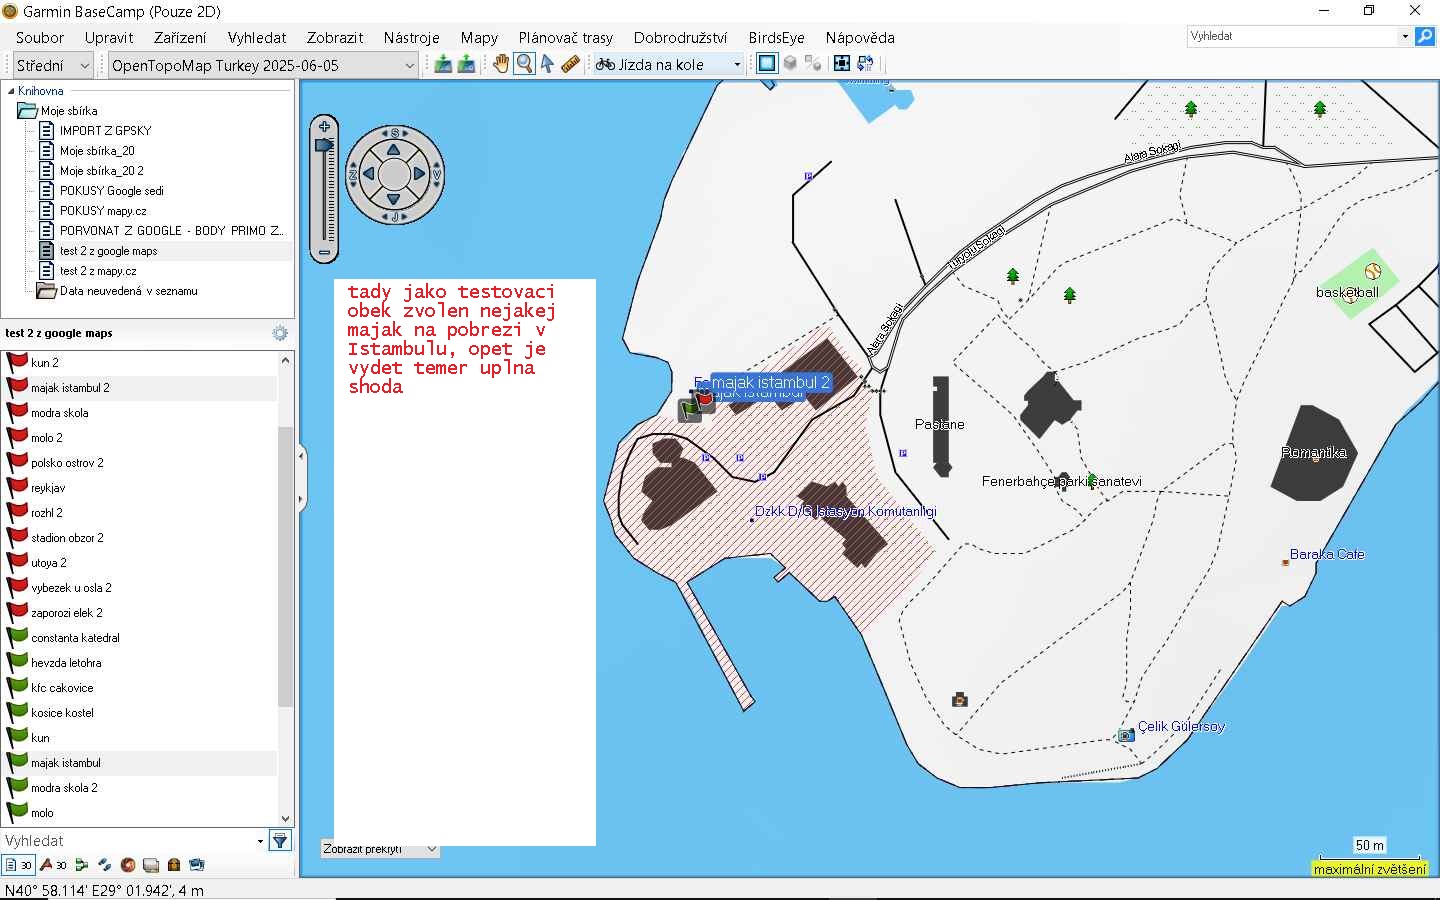 Garmin BaseCamp (Pouze 2D)
Soubor Upravit Zařízení Vyhledat Zobrazit Nástroje Mapy Plánovač trasy Dobrodružství BirdsEye Nápověda
Vyhledat
Střední
OpenTopoMap Turkey 2025-06-05
Jízda na kole
Knihovna
Moje sbírka
IMPORT Z GPSKY
Moje sbírka_20
Moje sbírka_20 2
POKUSY Google sedi
POKUSY mapy.cz
PORVONAT Z GOOGLE - BODY PRIMO Z...
test 2 z google maps
test 2 z mapy.cz
Data neuvedená v seznamu
test 2 z google maps
kun 2
majak istambul 2
modra skola
molo 2
polsko ostrov 2
reykjav
rozhl 2
stadion obzor 2
utoya 2
vybezek u osla 2
zaporozi elek 2
constanta katedral
hevzda letohra
kfc cakovice
kosice kostel
kun
majak istambul
modra skola 2
molo
Vyhledat
30
30
N40° 58.114' E29° 01.942', 4 m
S
Z
V
J
tady jako testovaci
obek zvolen nejakej
majak na pobrezi v
Istambulu, opet je
vydet temer uplna
shoda
Zobrazit překrytí
Alara Sokagi
Turyolu Sokagi
Alara Sokagi
basketball
majak istambul 2
majak istambul
Pastane
Romantika
Fenerbahçe parki sanatevi
Dzkk.D/G Istasyon Komutanligi
Baraka Cafe
Çelik Gülersoy
50 m
maximální zvětšení